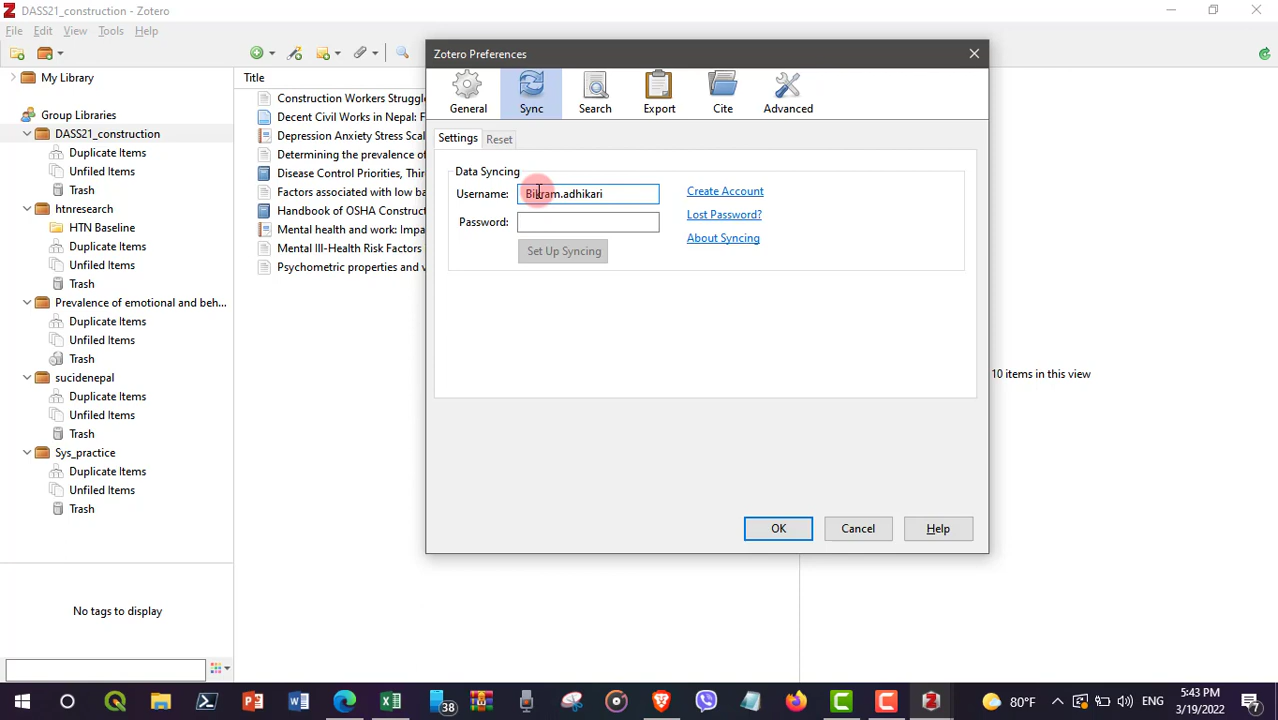 DASS21_construction - Zotero
File Edit View Tools Help
My Library
Group Libraries
DASS21_construction
Duplicate Items
Unfiled Items
Trash
htnresearch
HTN Baseline
Duplicate Items
Unfiled Items
Trash
Prevalence of emotional and beh...
Duplicate Items
Unfiled Items
Trash
sucidenepal
Duplicate Items
Unfiled Items
Trash
Sys_practice
Duplicate Items
Unfiled Items
Trash
No tags to display
Title
Construction Workers Struggle
Decent Civil Works in Nepal: F
Depression Anxiety Stress Scal
Determining the prevalence of
Disease Control Priorities, Thir
Factors associated with low ba
Handbook of OSHA Construct
Mental health and work: Impa
Mental Ill-Health Risk Factors
Psychometric properties and v
Zotero Preferences
General Sync Search Export Cite Advanced
Settings Reset
Data Syncing
Username: Bikram.adhikari Create Account
Password: Lost Password?
Set Up Syncing About Syncing
OK Cancel Help
10 items in this view
38 80°F ENG 5:43 PM
3/19/2022